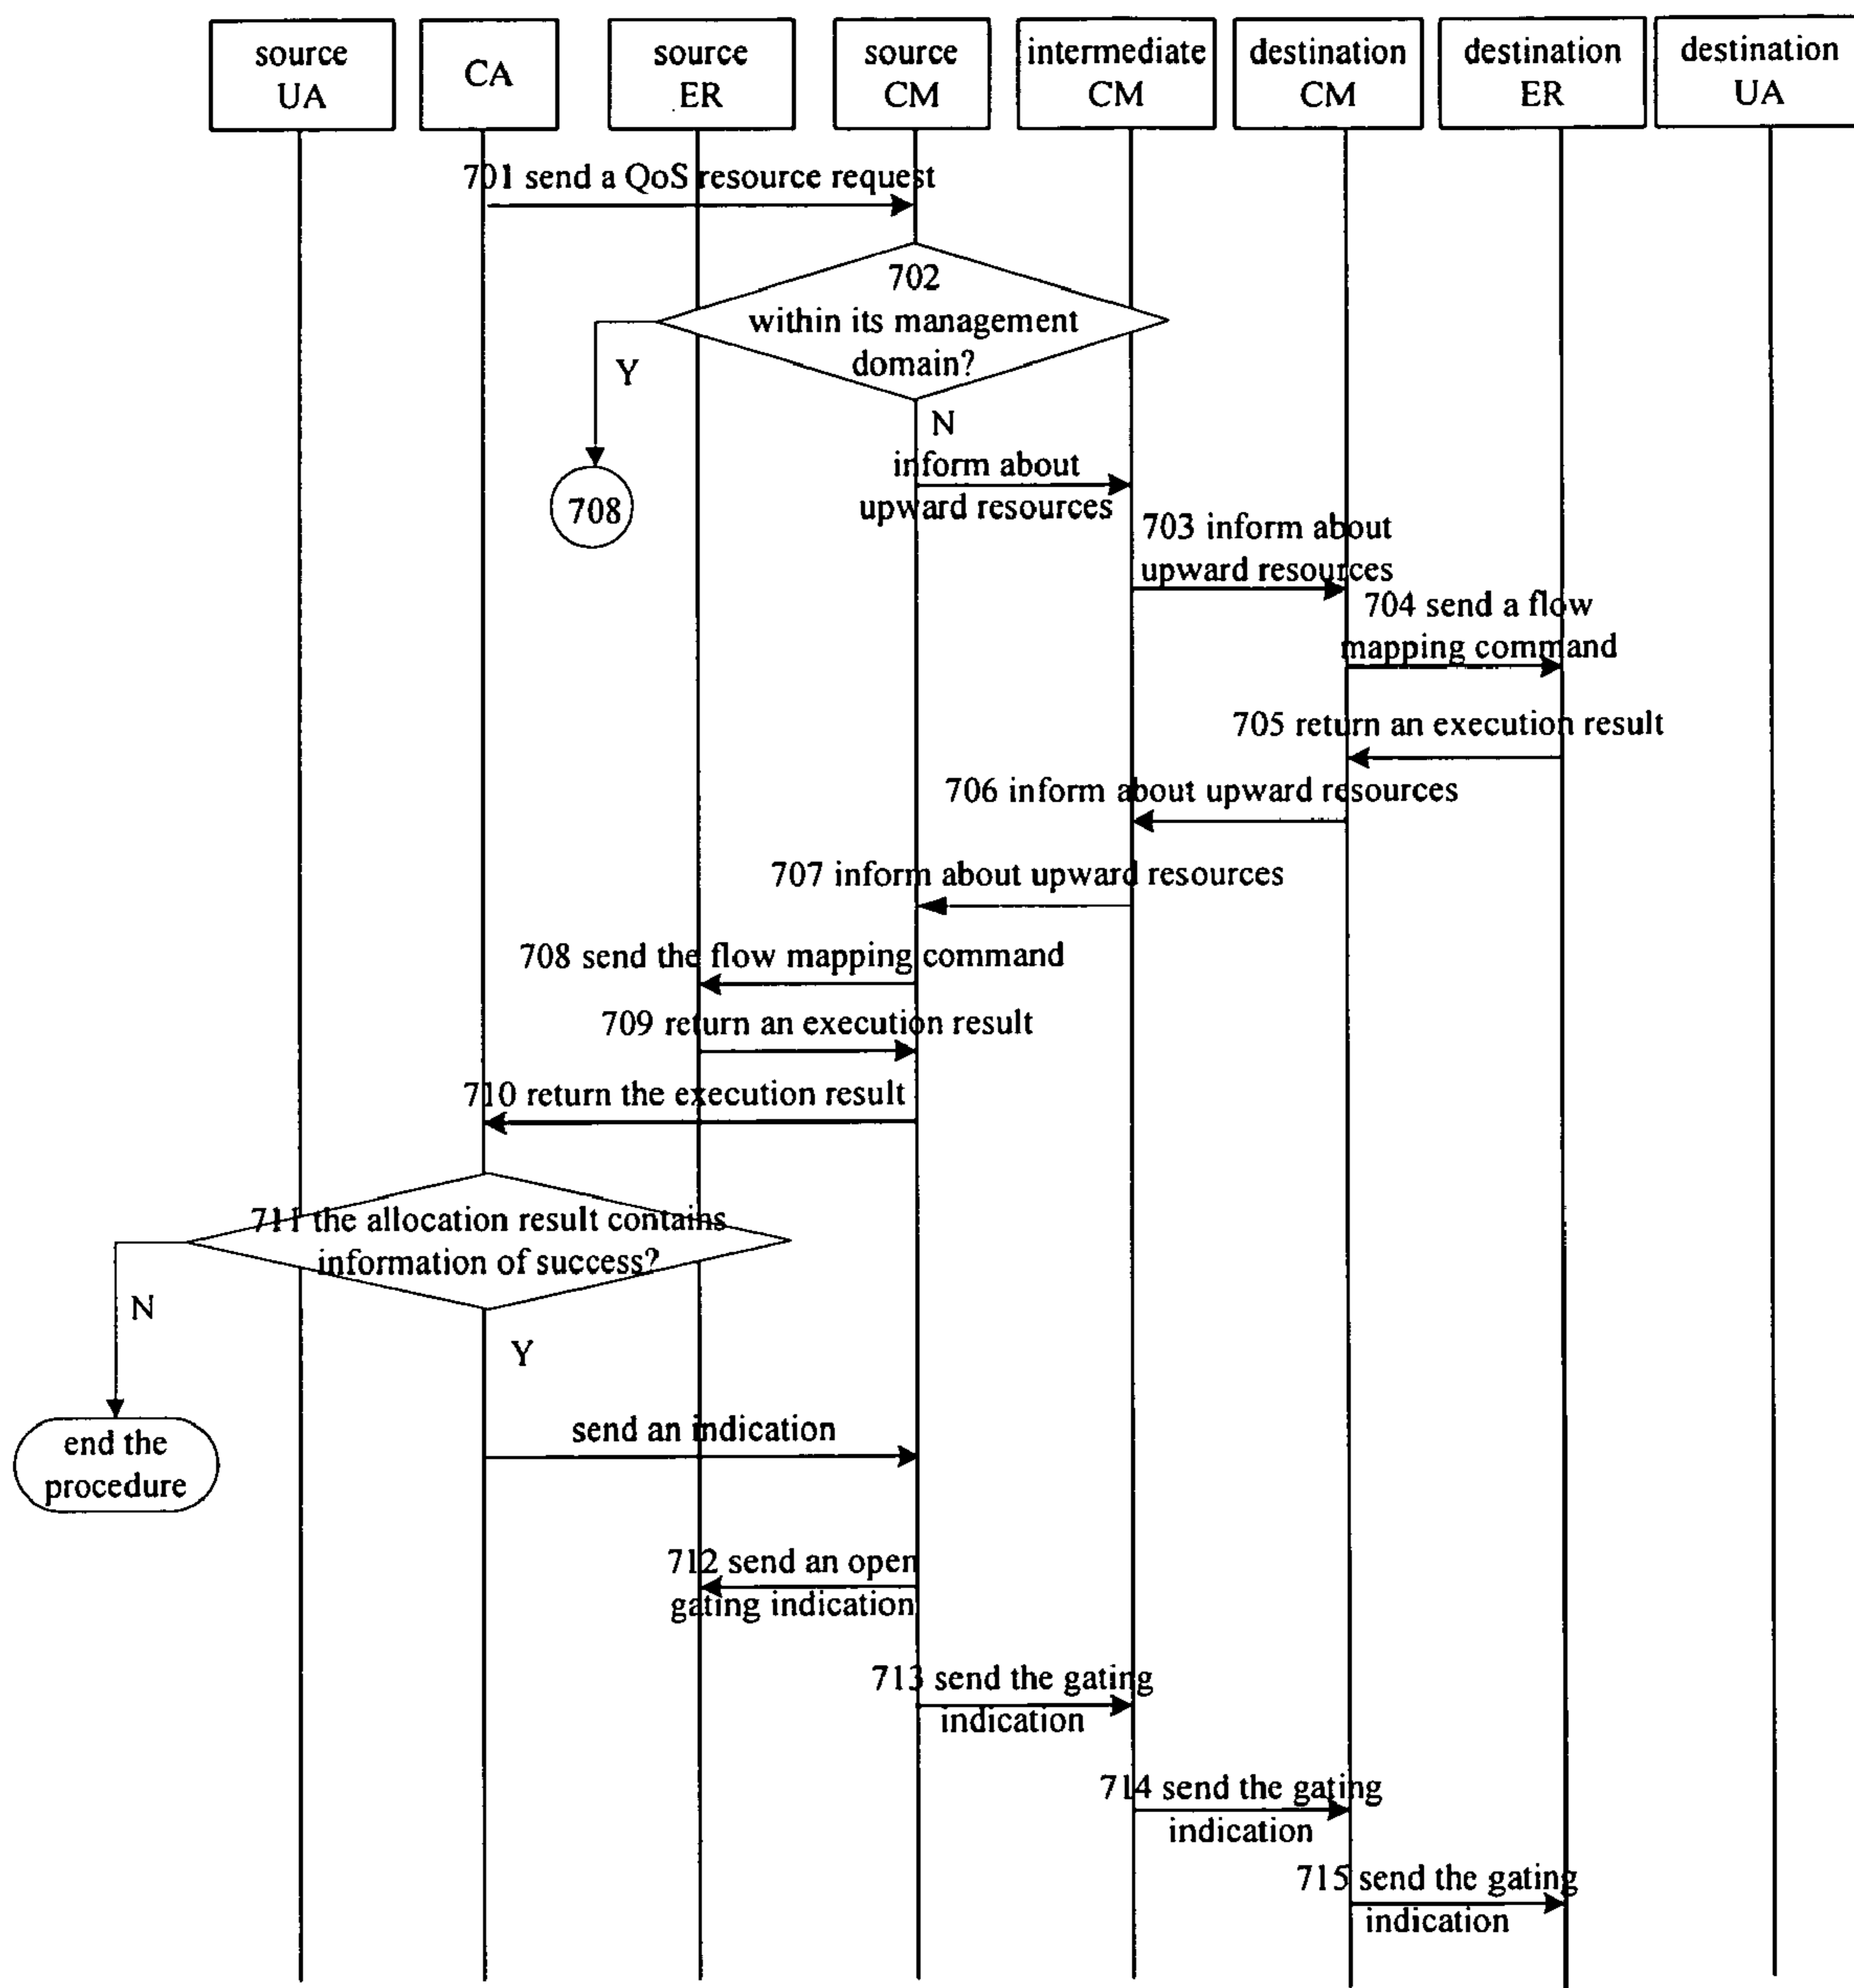 source
UA
CA
source
ER
source
CM
intermediate
CM
destination
CM
destination
ER
destination
UA
701 send a QoS resource request
702
within its management
domain?
Y
N
708
inform about
upward resources
703 inform about
upward resources
704 send a flow
mapping command
705 return an execution result
706 inform about upward resources
707 inform about upward resources
708 send the flow mapping command
709 return an execution result
710 return the execution result
711 the allocation result contains
information of success?
N
Y
end the
procedure
send an indication
712 send an open
gating indication
713 send the gating
indication
714 send the gating
indication
715 send the gating
indication